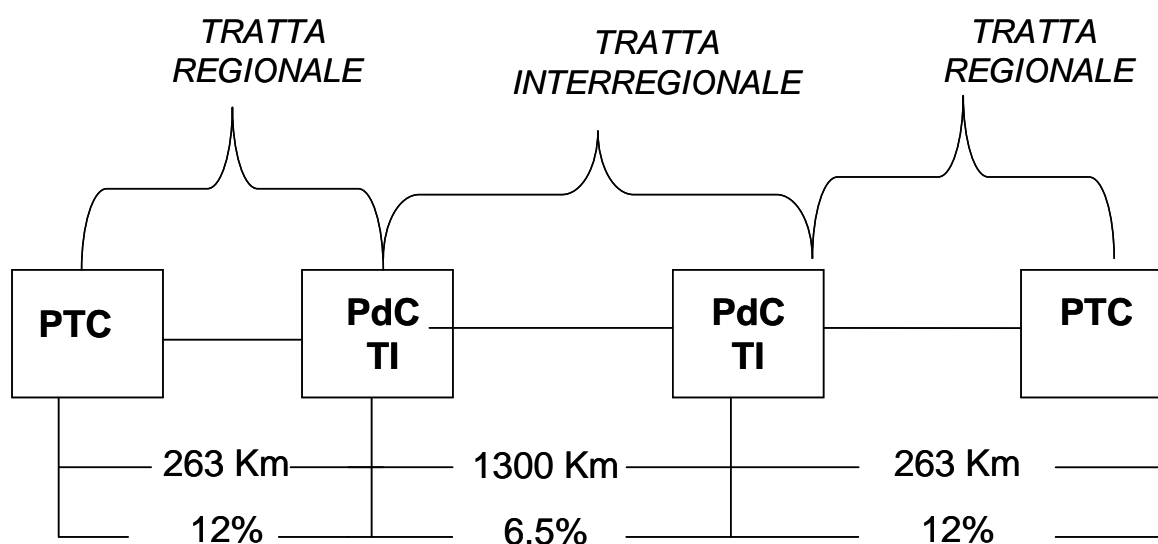 TRATTA
REGIONALE
TRATTA
INTERREGIONALE
TRATTA
REGIONALE
PTC
PdC
TI
PdC
TI
PTC
263 Km
1300 Km
263 Km
12%
6.5%
12%